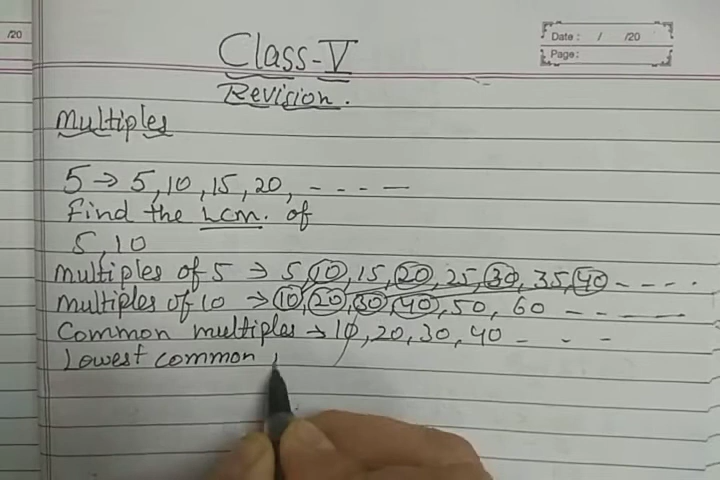 /20
Date : / /20
Page:
Class-V
Revision.
Multiples
5 → 5, 10, 15, 20, - - - -
Find the LCM. of
5, 10
multiples of 5 → 5, 10, 15, 20, 25, 30, 35, 40 - - - - .
multiples of 10 → 10, 20, 30, 40, 50, 60 - - - - -
Common multiples → 10, 20, 30, 40 - - -
Lowest common